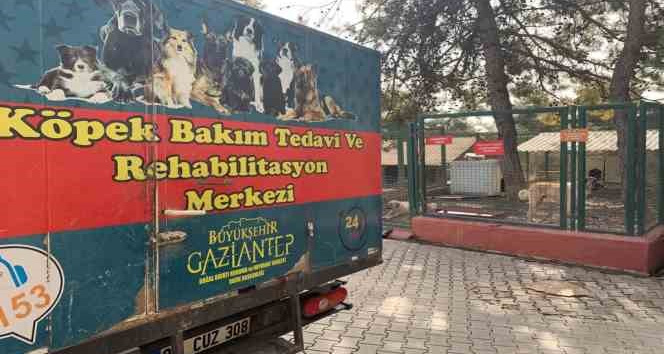 Köpek Bakım Tedavi Ve
Rehabilitasyon
Merkezi
BÜYÜKŞEHİR
GAZİANTEP
24
153
CUZ 308